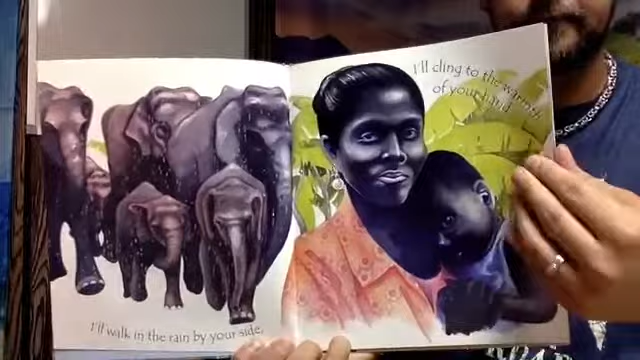 I'll walk in the rain by your side,
I'll cling to the warmth
of your hand